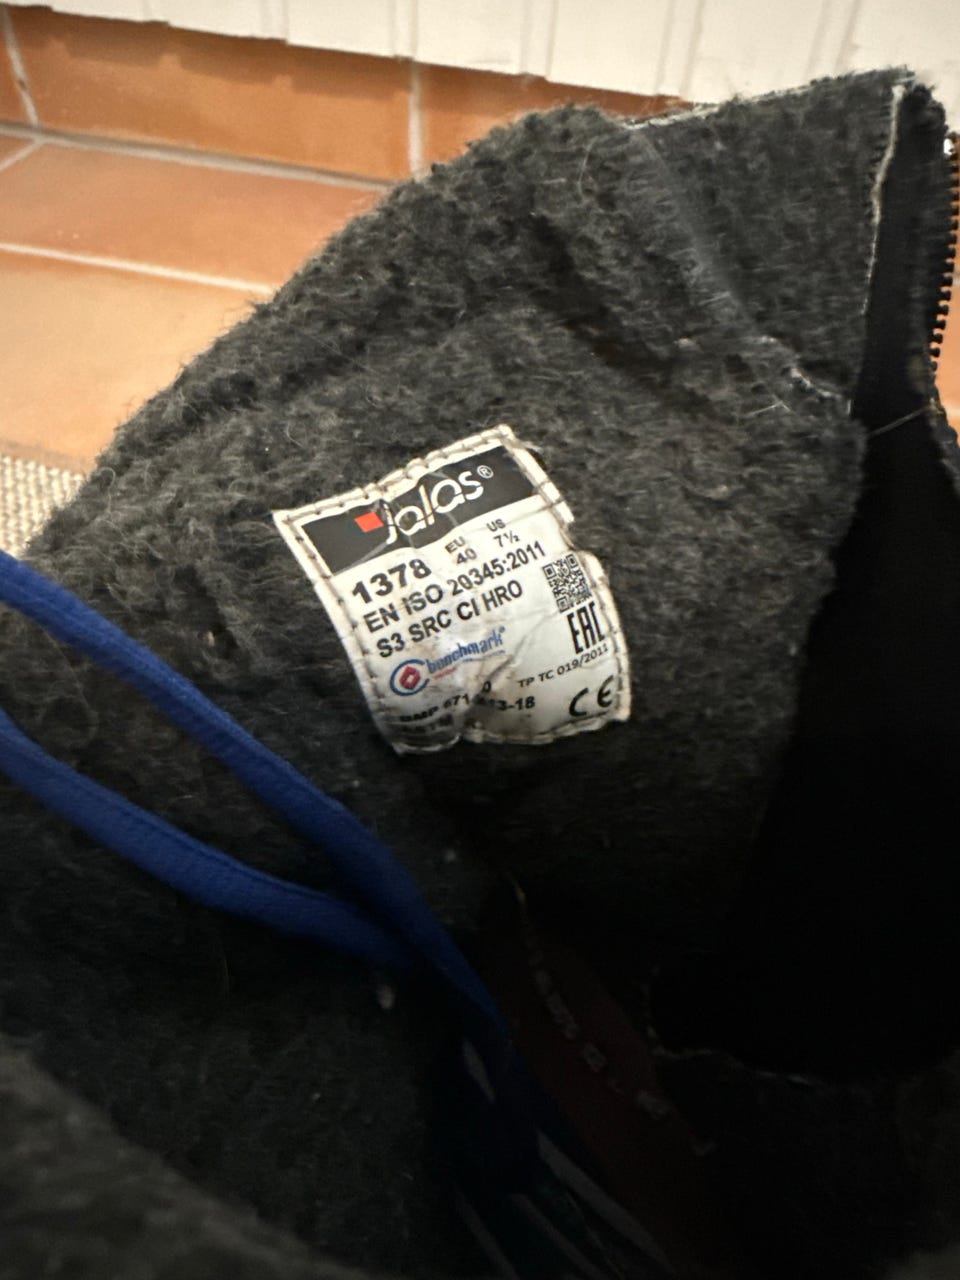 Jalas®
1378 EU 40 US 7½
EN ISO 20345:2011
S3 SRC CI HRO
EAC
benchmark®
TP TC 019/2011
CE